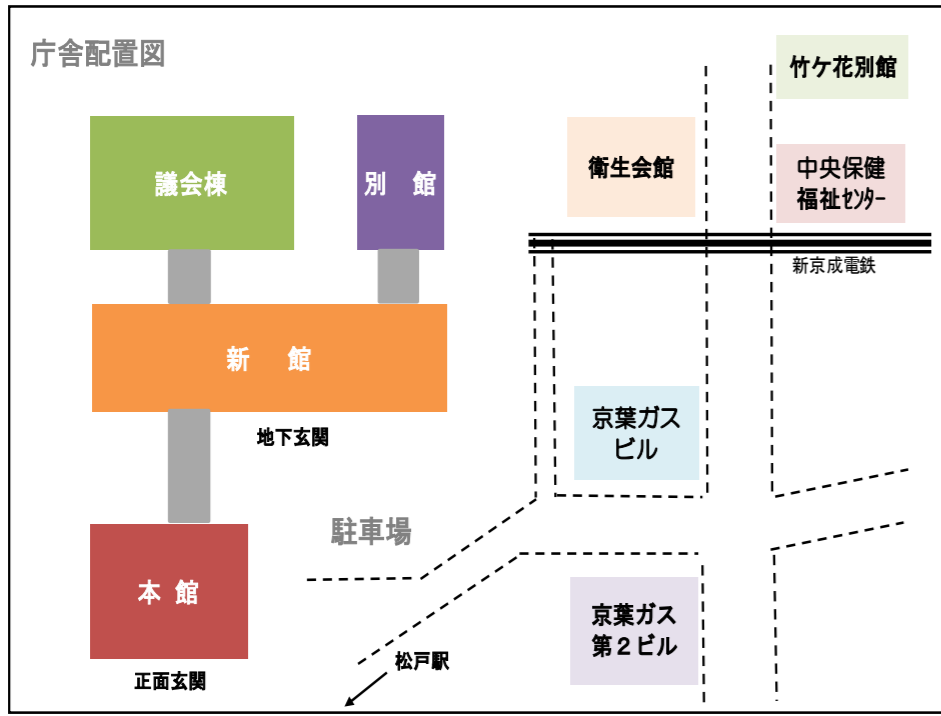 庁舎配置図
竹ケ花別館
議会棟
別 館
衛生会館
中央保健
福祉ｾﾝﾀｰ
新京成電鉄
新 館
地下玄関
京葉ガス
ビル
駐車場
本 館
正面玄関
京葉ガス
第２ビル
松戸駅